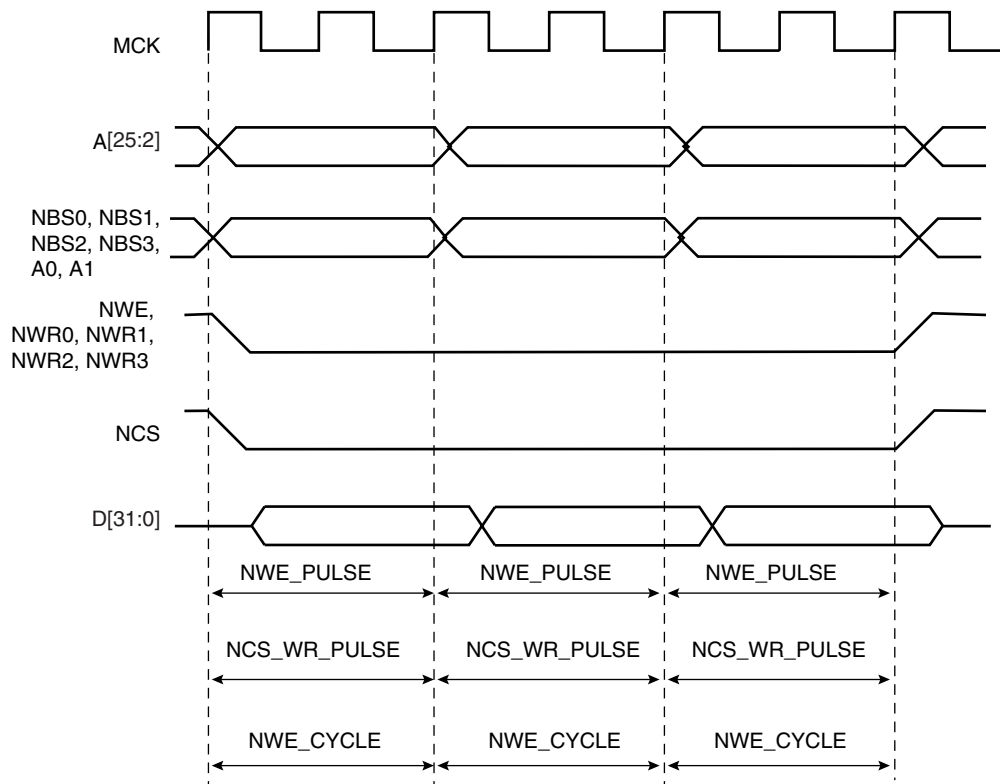 MCK
A[25:2]
NBS0, NBS1,
NBS2, NBS3,
A0, A1
NWE,
NWR0, NWR1,
NWR2, NWR3
NCS
D[31:0]
NWE_PULSE NWE_PULSE NWE_PULSE
NCS_WR_PULSE NCS_WR_PULSE NCS_WR_PULSE
NWE_CYCLE NWE_CYCLE NWE_CYCLE